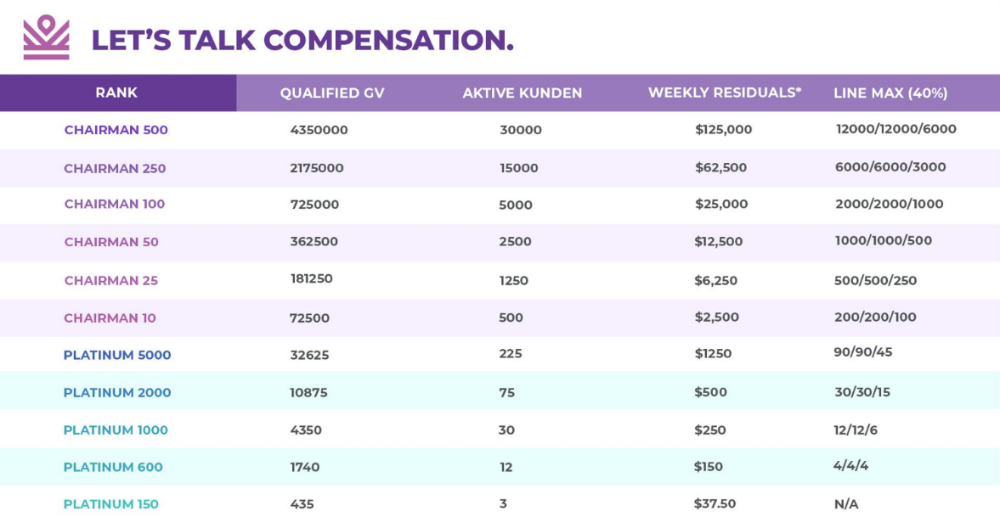 LET'S TALK COMPENSATION.
RANK QUALIFIED GV AKTIVE KUNDEN WEEKLY RESIDUALS* LINE MAX (40%)
CHAIRMAN 500 4350000 30000 $125,000 12000/12000/6000
CHAIRMAN 250 2175000 15000 $62,500 6000/6000/3000
CHAIRMAN 100 725000 5000 $25,000 2000/2000/1000
CHAIRMAN 50 362500 2500 $12,500 1000/1000/500
CHAIRMAN 25 181250 1250 $6,250 500/500/250
CHAIRMAN 10 72500 500 $2,500 200/200/100
PLATINUM 5000 32625 225 $1250 90/90/45
PLATINUM 2000 10875 75 $500 30/30/15
PLATINUM 1000 4350 30 $250 12/12/6
PLATINUM 600 1740 12 $150 4/4/4
PLATINUM 150 435 3 $37.50 N/A